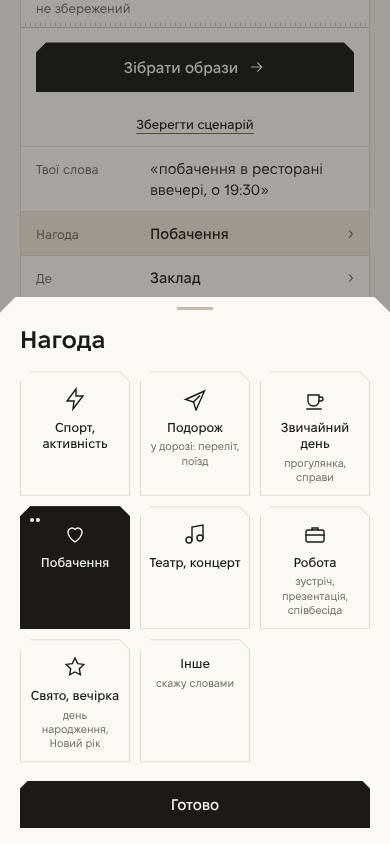 не збережений
Зібрати образи →
Зберегти сценарій
Твої слова
«побачення в ресторані
ввечері, о 19:30»
Нагода
Побачення
Де
Заклад
Нагода
Спорт,
активність
Подорож
у дорозі: переліт,
поїзд
Звичайний
день
прогулянка,
справи
Побачення
Театр, концерт
Робота
зустріч,
презентація,
співбесіда
Свято, вечірка
день
народження,
Новий рік
Інше
скажу словами
Готово